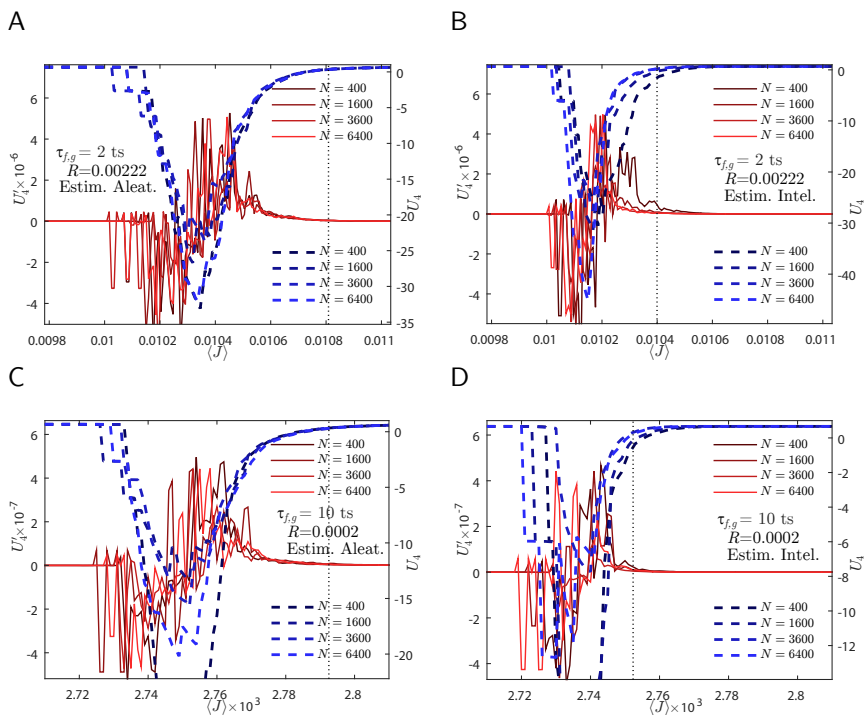 A
6
4
2
0
-2
-4
U′₄×10⁻⁶
N = 400
N = 1600
N = 3600
N = 6400
τ_{f,g} = 2 ts
R=0.00222
Estim. Aleat.
N = 400
N = 1600
N = 3600
N = 6400
0
-5
-10
-15
-20
-25
-30
-35
U₄
0.0098
0.01
0.0102
0.0104
0.0106
0.0108
0.011
⟨J⟩
B
6
4
2
0
-2
-4
U′₄×10⁻⁶
N = 400
N = 1600
N = 3600
N = 6400
τ_{f,g} = 2 ts
R=0.00222
Estim. Intel.
N = 400
N = 1600
N = 3600
N = 6400
0
-10
-20
-30
-40
U₄
0.0098
0.01
0.0102
0.0104
0.0106
0.0108
0.011
⟨J⟩
C
6
4
2
0
-2
-4
U′₄×10⁻⁷
N = 400
N = 1600
N = 3600
N = 6400
τ_{f,g} = 10 ts
R=0.0002
Estim. Aleat.
N = 400
N = 1600
N = 3600
N = 6400
0
-5
-10
-15
-20
U₄
2.72
2.74
2.76
2.78
2.8
⟨J⟩×10³
D
6
4
2
0
-2
-4
U′₄×10⁻⁷
N = 400
N = 1600
N = 3600
N = 6400
τ_{f,g} = 10 ts
R=0.0002
Estim. Intel.
N = 400
N = 1600
N = 3600
N = 6400
0
-2
-4
-6
-8
-10
-12
U₄
2.72
2.74
2.76
2.78
2.8
⟨J⟩×10³